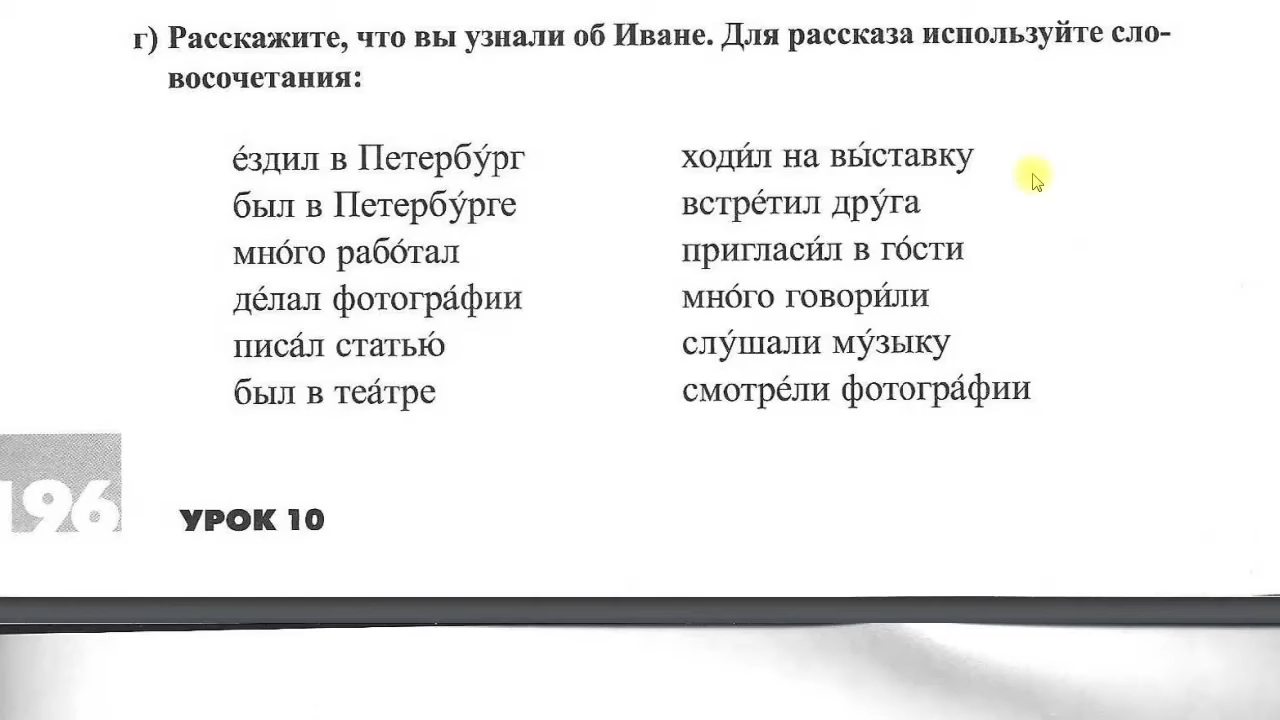 г) Расскажите, что вы узнали об Иване. Для рассказа используйте сло-
восочетания:
е́здил в Петербу́рг
был в Петербу́рге
мно́го рабо́тал
де́лал фотогра́фии
писа́л статью́
был в теа́тре
ходи́л на вы́ставку
встре́тил дру́га
пригласи́л в го́сти
мно́го говори́ли
слу́шали му́зыку
смотре́ли фотогра́фии
196
УРОК 10